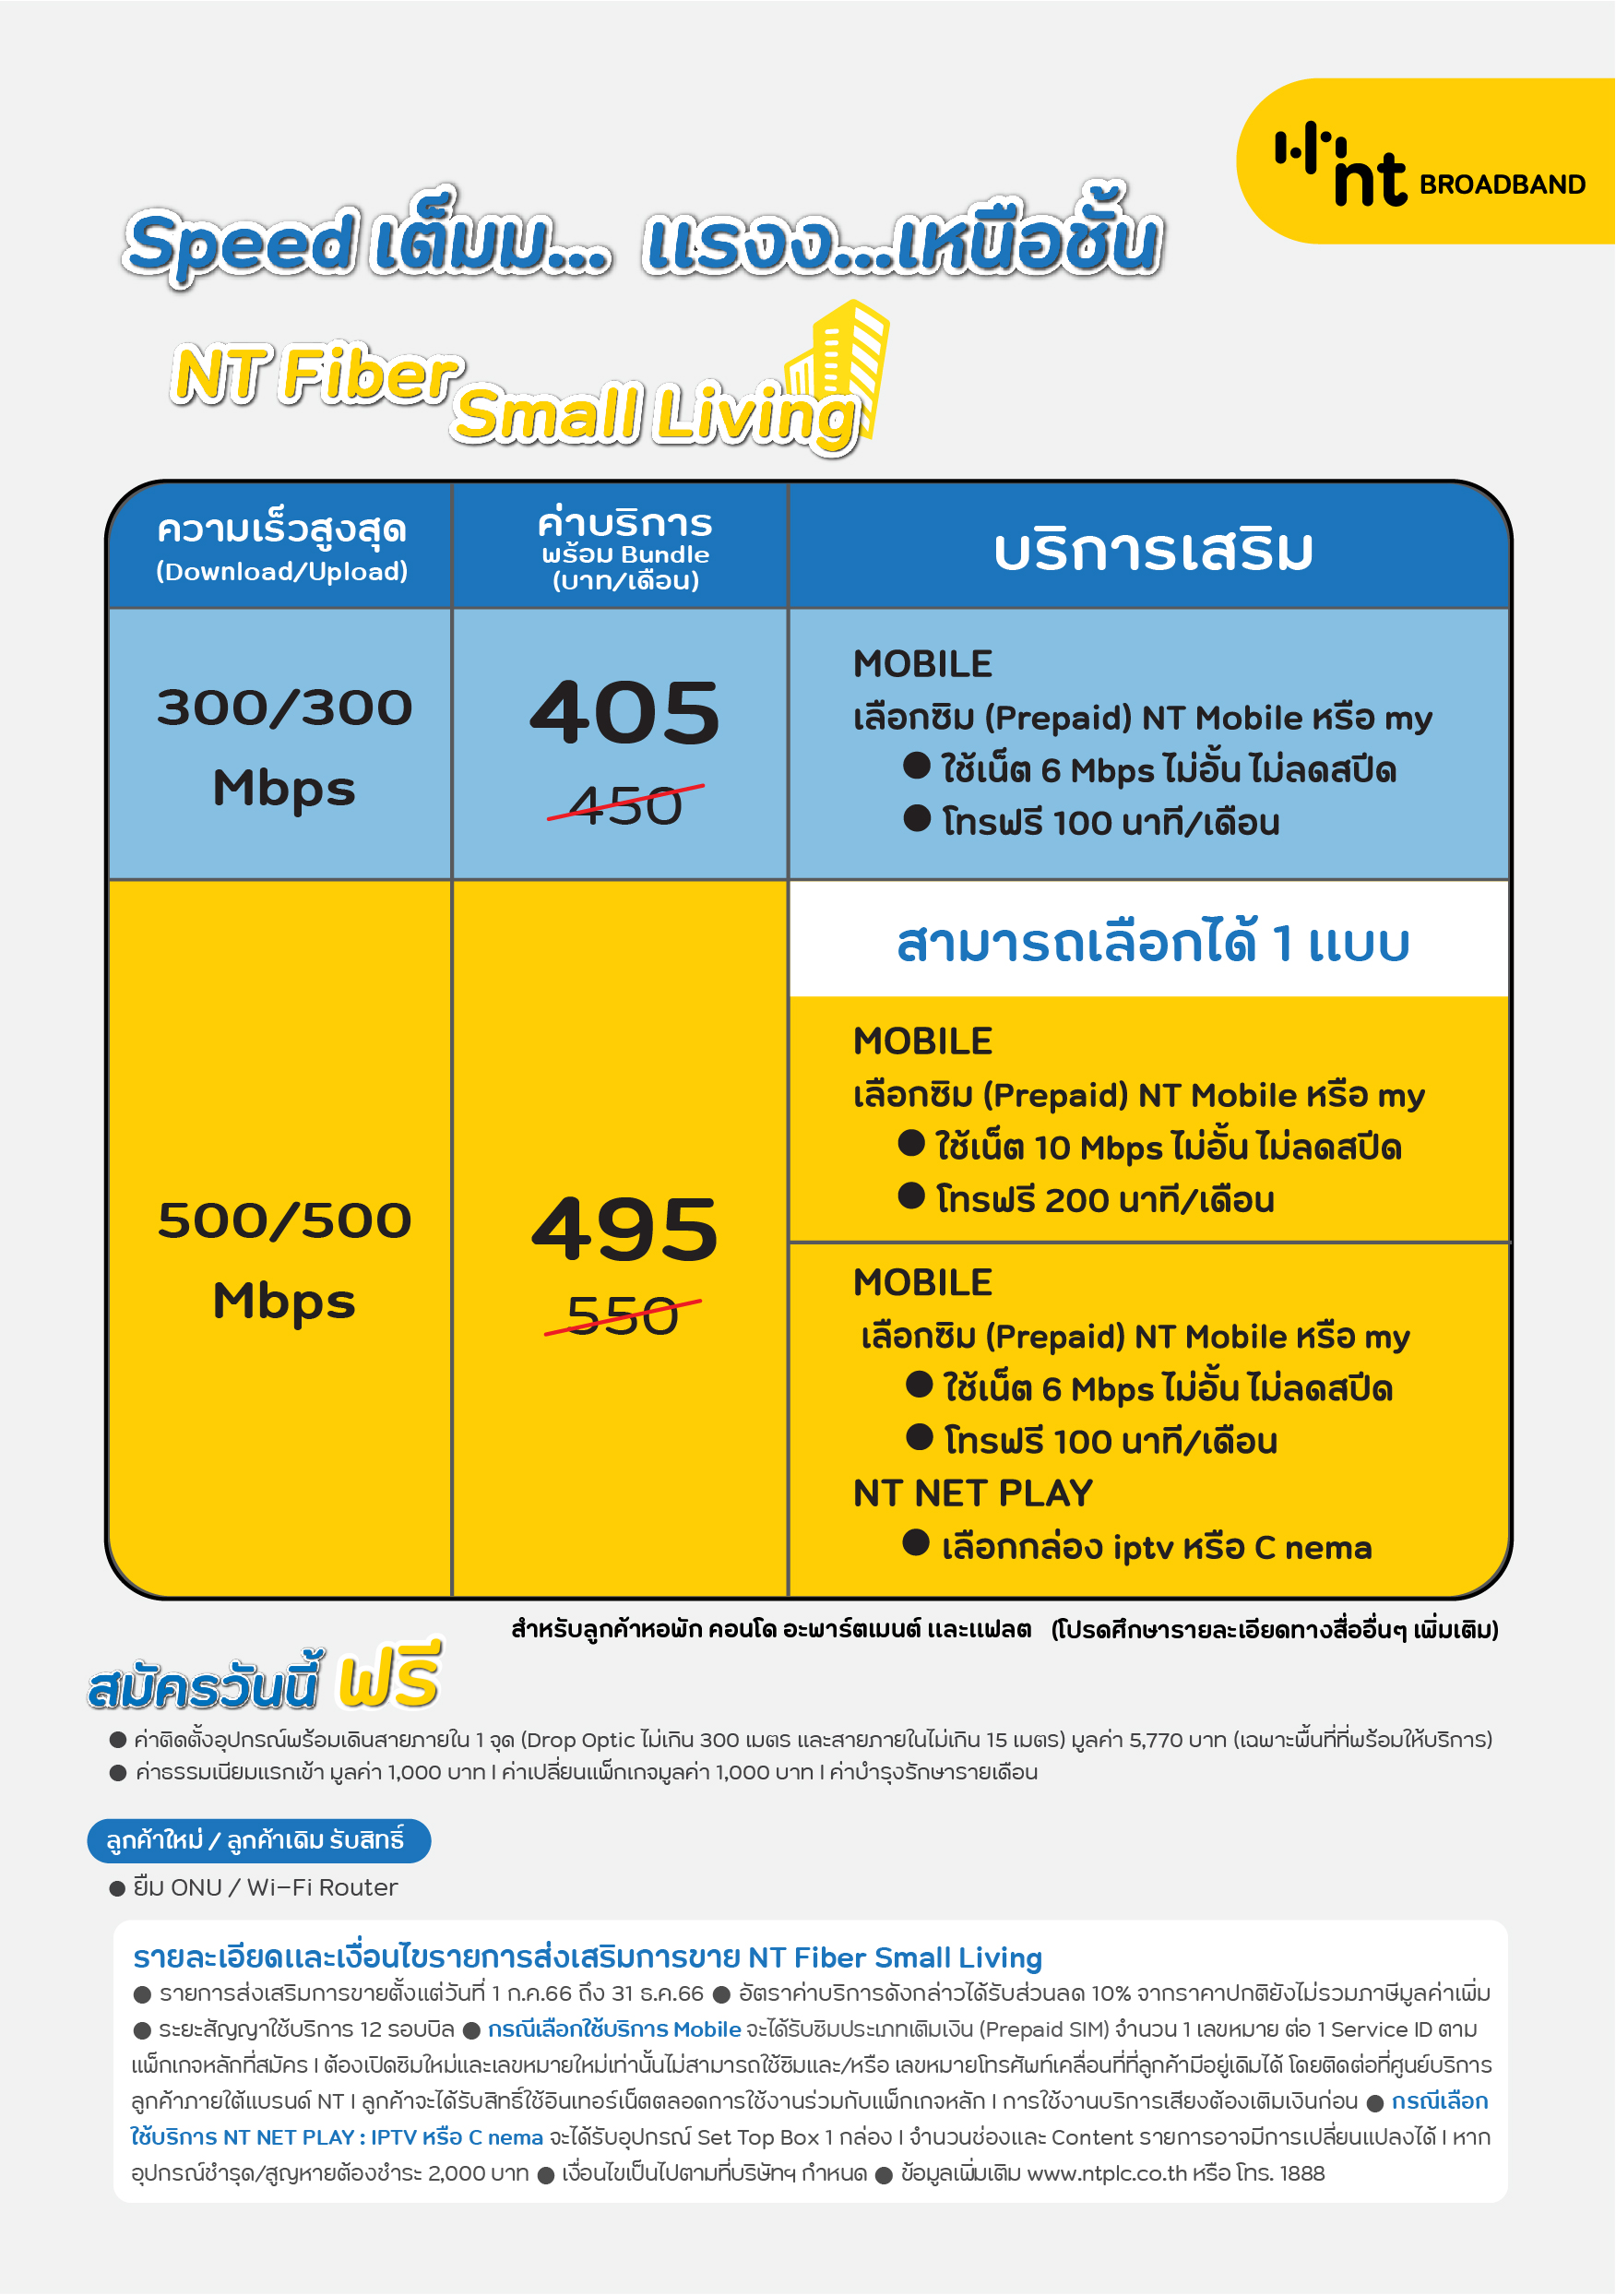 nt BROADBAND
Speed เต็มม... แรงง...เหนือชั้น
NT Fiber
Small Living
ความเร็วสูงสุด
(Download/Upload)
ค่าบริการ
พร้อม Bundle
(บาท/เดือน)
บริการเสริม
300/300
Mbps
405
450
MOBILE
เลือกซิม (Prepaid) NT Mobile หรือ my
● ใช้เน็ต 6 Mbps ไม่อั้น ไม่ลดสปีด
● โทรฟรี 100 นาที/เดือน
500/500
Mbps
495
550
สามารถเลือกได้ 1 แบบ
MOBILE
เลือกซิม (Prepaid) NT Mobile หรือ my
● ใช้เน็ต 10 Mbps ไม่อั้น ไม่ลดสปีด
● โทรฟรี 200 นาที/เดือน
MOBILE
เลือกซิม (Prepaid) NT Mobile หรือ my
● ใช้เน็ต 6 Mbps ไม่อั้น ไม่ลดสปีด
● โทรฟรี 100 นาที/เดือน
NT NET PLAY
● เลือกกล่อง iptv หรือ C nema
สำหรับลูกค้าหอพัก คอนโด อะพาร์ตเมนต์ และแฟลต (โปรดศึกษารายละเอียดทางสื่ออื่นๆ เพิ่มเติม)
สมัครวันนี้ ฟรี
● ค่าติดตั้งอุปกรณ์พร้อมเดินสายภายใน 1 จุด (Drop Optic ไม่เกิน 300 เมตร และสายภายในไม่เกิน 15 เมตร) มูลค่า 5,770 บาท (เฉพาะพื้นที่ที่พร้อมให้บริการ)
● ค่าธรรมเนียมแรกเข้า มูลค่า 1,000 บาท I ค่าเปลี่ยนแพ็กเกจมูลค่า 1,000 บาท I ค่าบำรุงรักษารายเดือน
ลูกค้าใหม่ / ลูกค้าเดิม รับสิทธิ์
● ยืม ONU / Wi-Fi Router
รายละเอียดและเงื่อนไขรายการส่งเสริมการขาย NT Fiber Small Living
● รายการส่งเสริมการขายตั้งแต่วันที่ 1 ก.ค.66 ถึง 31 ธ.ค.66 ● อัตราค่าบริการดังกล่าวได้รับส่วนลด 10% จากราคาปกติยังไม่รวมภาษีมูลค่าเพิ่ม
● ระยะสัญญาใช้บริการ 12 รอบบิล ● กรณีเลือกใช้บริการ Mobile จะได้รับซิมประเภทเติมเงิน (Prepaid SIM) จำนวน 1 เลขหมาย ต่อ 1 Service ID ตาม
แพ็กเกจหลักที่สมัคร I ต้องเปิดซิมใหม่และเลขหมายใหม่เท่านั้นไม่สามารถใช้ซิมและ/หรือ เลขหมายโทรศัพท์เคลื่อนที่ที่ลูกค้ามีอยู่เดิมได้ โดยติดต่อที่ศูนย์บริการ
ลูกค้าภายใต้แบรนด์ NT I ลูกค้าจะได้รับสิทธิ์ใช้อินเทอร์เน็ตตลอดการใช้งานร่วมกับแพ็กเกจหลัก I การใช้งานบริการเสียงต้องเติมเงินก่อน ● กรณีเลือก
ใช้บริการ NT NET PLAY : IPTV หรือ C nema จะได้รับอุปกรณ์ Set Top Box 1 กล่อง I จำนวนช่องและ Content รายการอาจมีการเปลี่ยนแปลงได้ I หาก
อุปกรณ์ชำรุด/สูญหายต้องชำระ 2,000 บาท ● เงื่อนไขเป็นไปตามที่บริษัทฯ กำหนด ● ข้อมูลเพิ่มเติม www.ntplc.co.th หรือ โทร. 1888